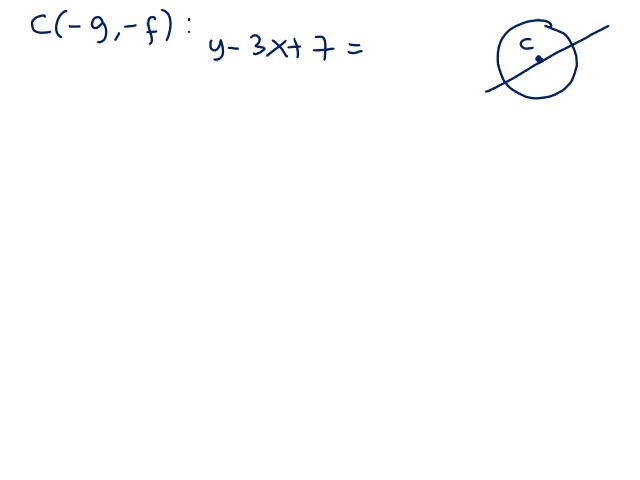 C(-g,-f) :
y-3x+7 =
C